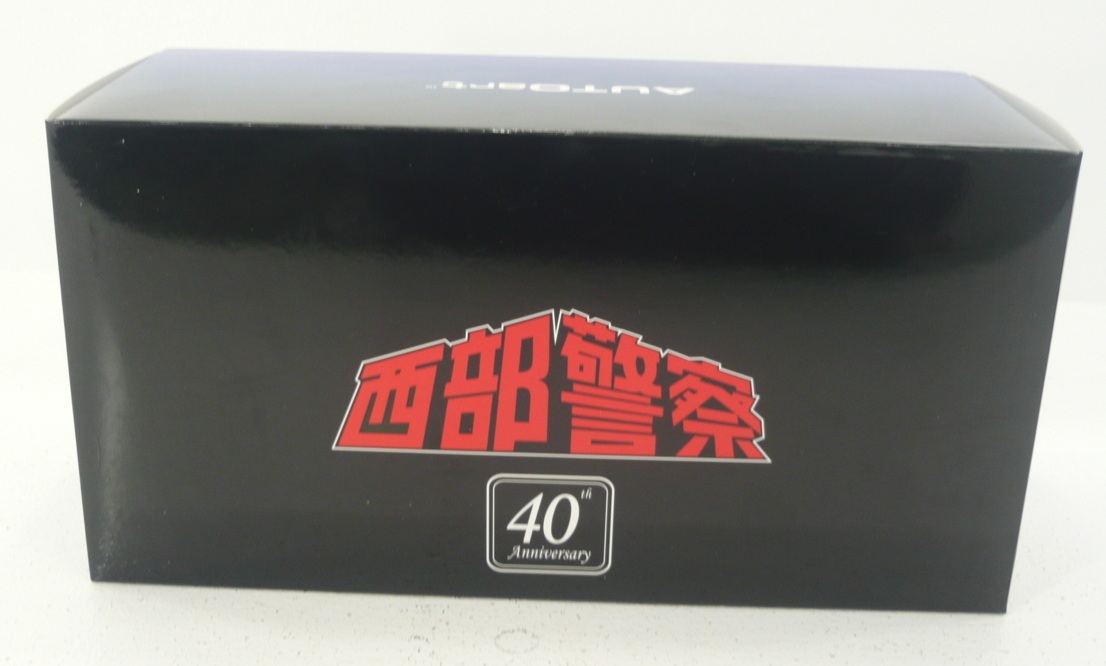 AUTOart
西部警察
40th
Anniversary